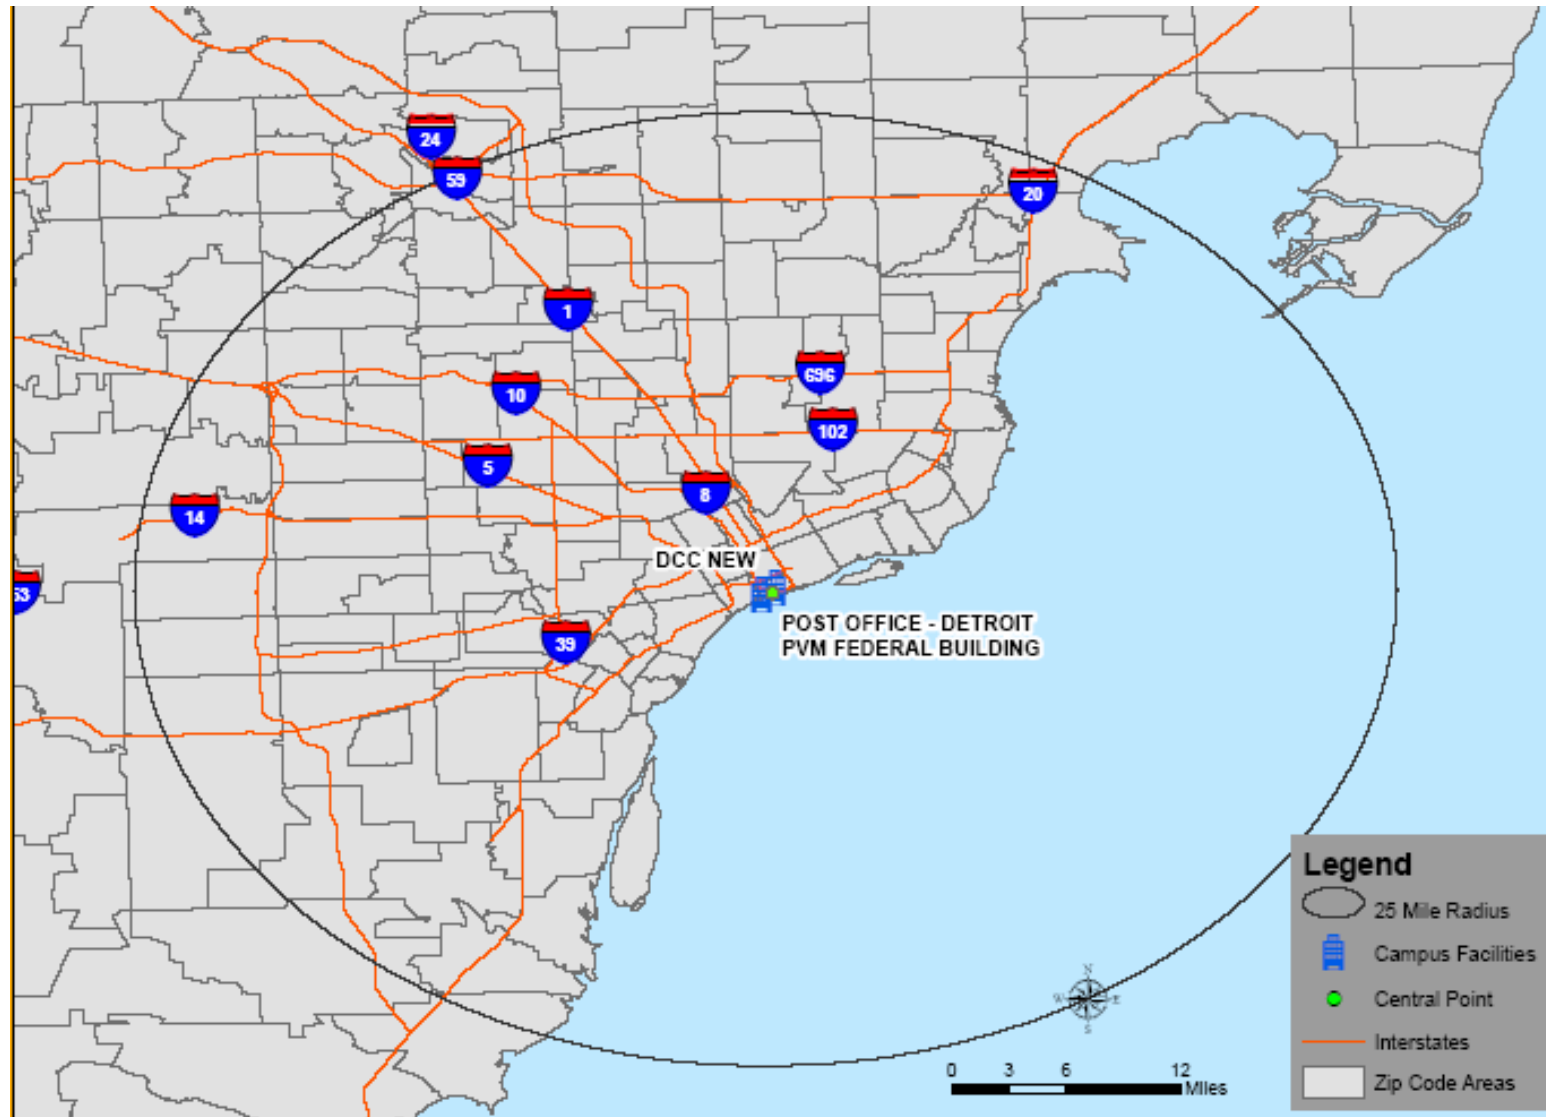 24
59
20
1
696
10
102
5
8
14
DCC NEW
53
POST OFFICE - DETROIT
PVM FEDERAL BUILDING
39
Legend
25 Mile Radius
Campus Facilities
Central Point
Interstates
Zip Code Areas
N
W E
S
0 3 6 12
Miles